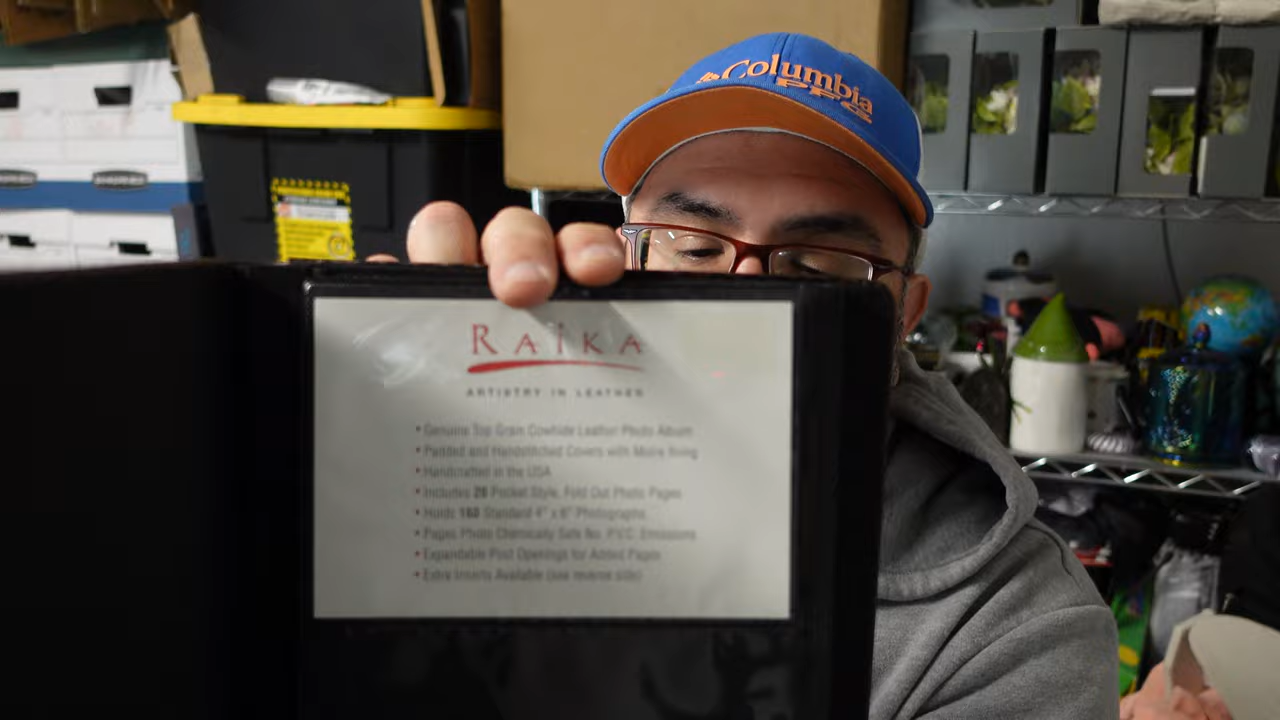 Columbia
PFG
RAIKA
ARTISTRY IN LEATHER
• Genuine Top Grain Cowhide Leather Photo Album
• Padded and Handstitched Covers with Moire lining
• Handcrafted in the USA
• Includes 20 Pocket Style, Fold Out Photo Pages
• Holds 160 Standard 4" x 6" Photographs
• Pages Photo Chemically Safe No P.V.C. Emissions
• Expandable Post Openings for Added Pages
• Extra Inserts Available (see reverse side)